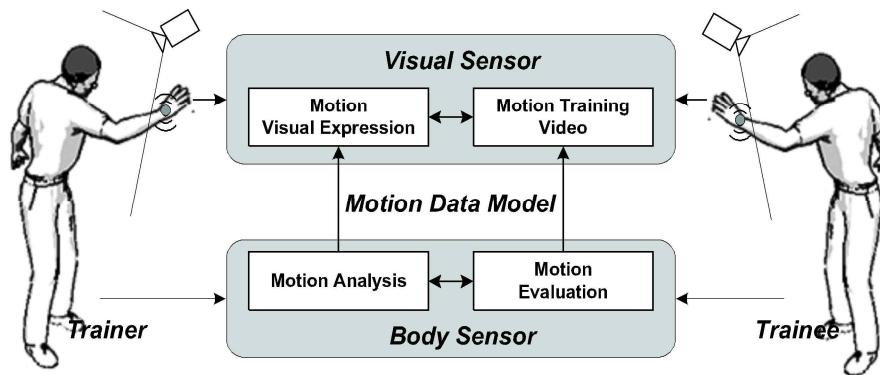 Visual Sensor
Motion
Visual Expression
Motion Training
Video
Motion Data Model
Motion Analysis
Motion
Evaluation
Trainer
Body Sensor
Trainee